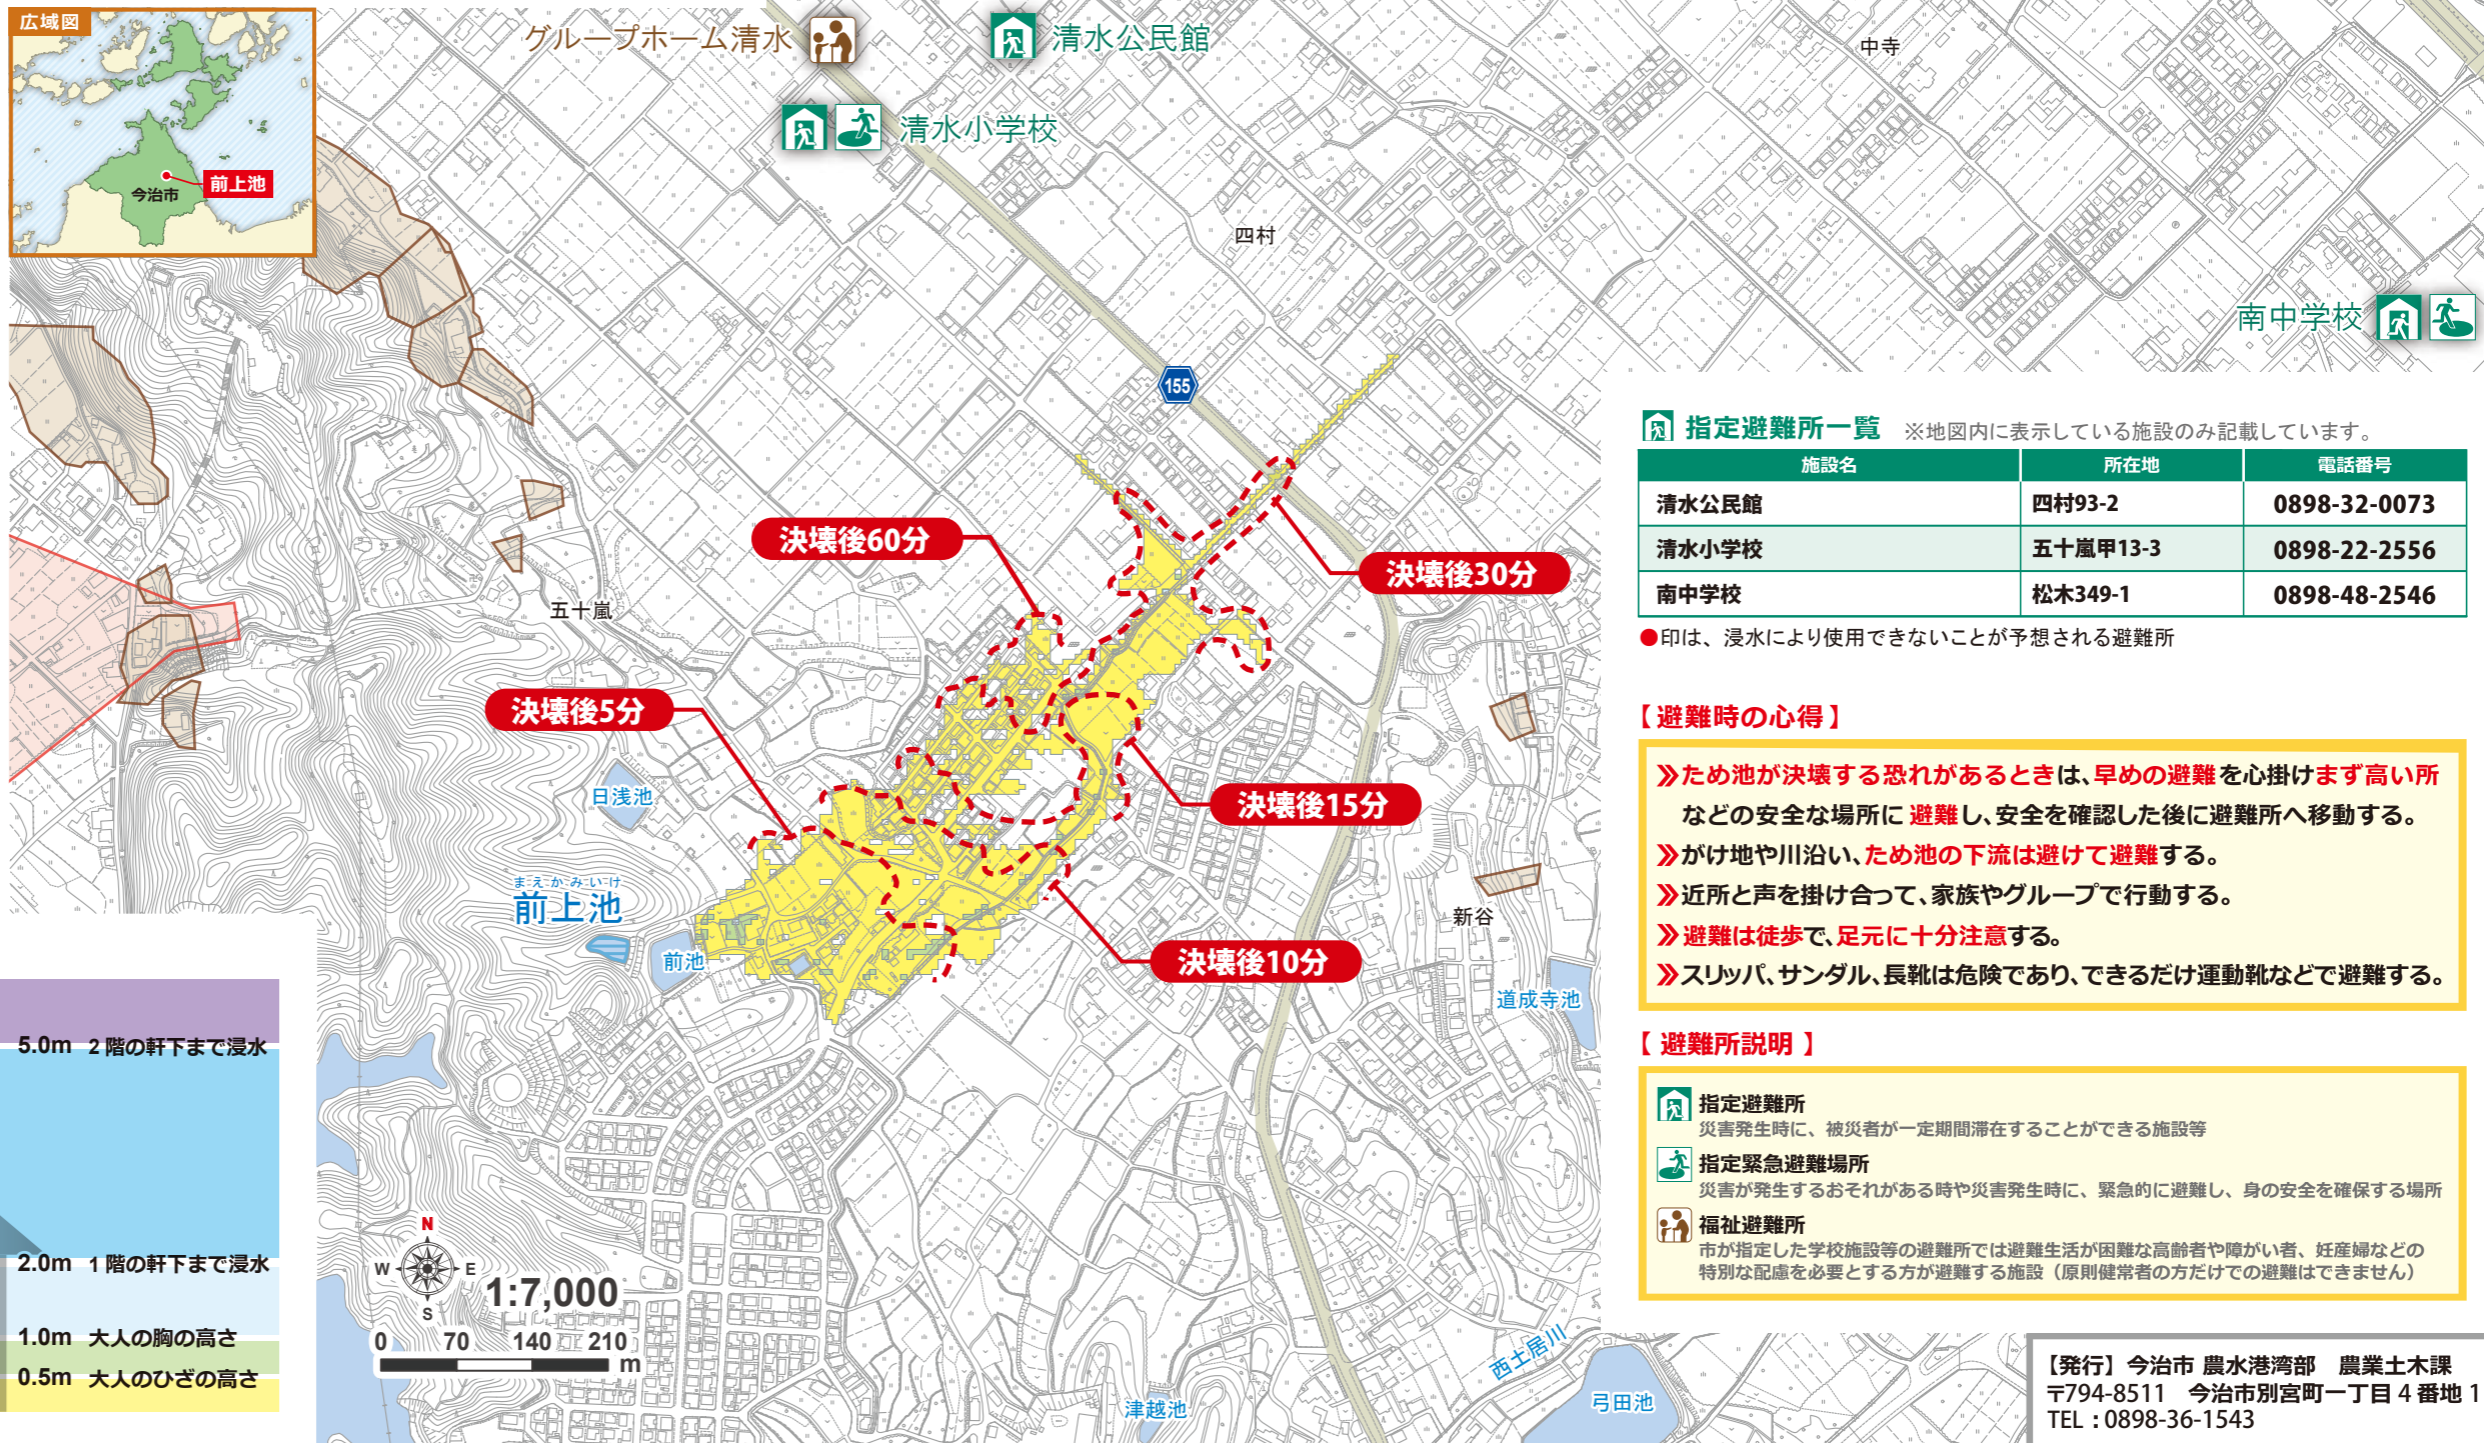 広域図
今治市
前上池
グループホーム清水
清水公民館
清水小学校
中寺
四村
南中学校
155
五十嵐
決壊後60分
決壊後30分
決壊後5分
決壊後15分
決壊後10分
日浅池
まえかみいけ
前上池
前池
新谷
道成寺池
西土居川
弓田池
津越池
5.0m 2階の軒下まで浸水
2.0m 1階の軒下まで浸水
1.0m 大人の胸の高さ
0.5m 大人のひざの高さ
N
W E
S
1:7,000
0 70 140 210
m
指定避難所一覧 ※地図内に表示している施設のみ記載しています。
施設名 所在地 電話番号
清水公民館 四村93-2 0898-32-0073
清水小学校 五十嵐甲13-3 0898-22-2556
南中学校 松木349-1 0898-48-2546
●印は、浸水により使用できないことが予想される避難所
【避難時の心得】
≫ため池が決壊する恐れがあるときは、早めの避難を心掛けまず高い所
などの安全な場所に 避難し、安全を確認した後に避難所へ移動する。
≫がけ地や川沿い、ため池の下流は避けて避難する。
≫近所と声を掛け合って、家族やグループで行動する。
≫避難は徒歩で、足元に十分注意する。
≫スリッパ、サンダル、長靴は危険であり、できるだけ運動靴などで避難する。
【 避難所説明 】
指定避難所
災害発生時に、被災者が一定期間滞在することができる施設等
指定緊急避難場所
災害が発生するおそれがある時や災害発生時に、緊急的に避難し、身の安全を確保する場所
福祉避難所
市が指定した学校施設等の避難所では避難生活が困難な高齢者や障がい者、妊産婦などの
特別な配慮を必要とする方が避難する施設（原則健常者の方だけでの避難はできません）
【発行】今治市 農水港湾部 農業土木課
〒794-8511 今治市別宮町一丁目4番地1
TEL：0898-36-1543